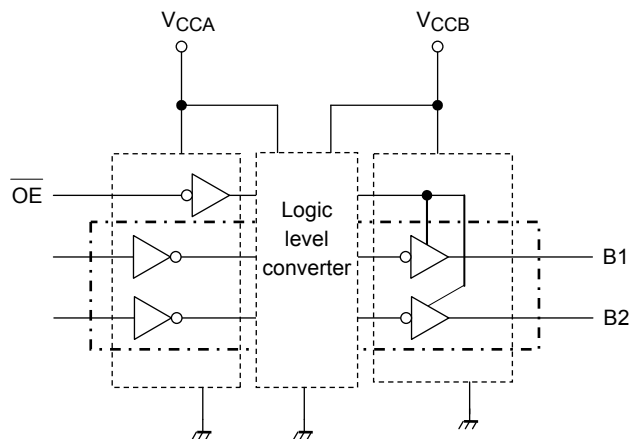 VCCA
VCCB
OE
Logic
level
converter
B1
B2